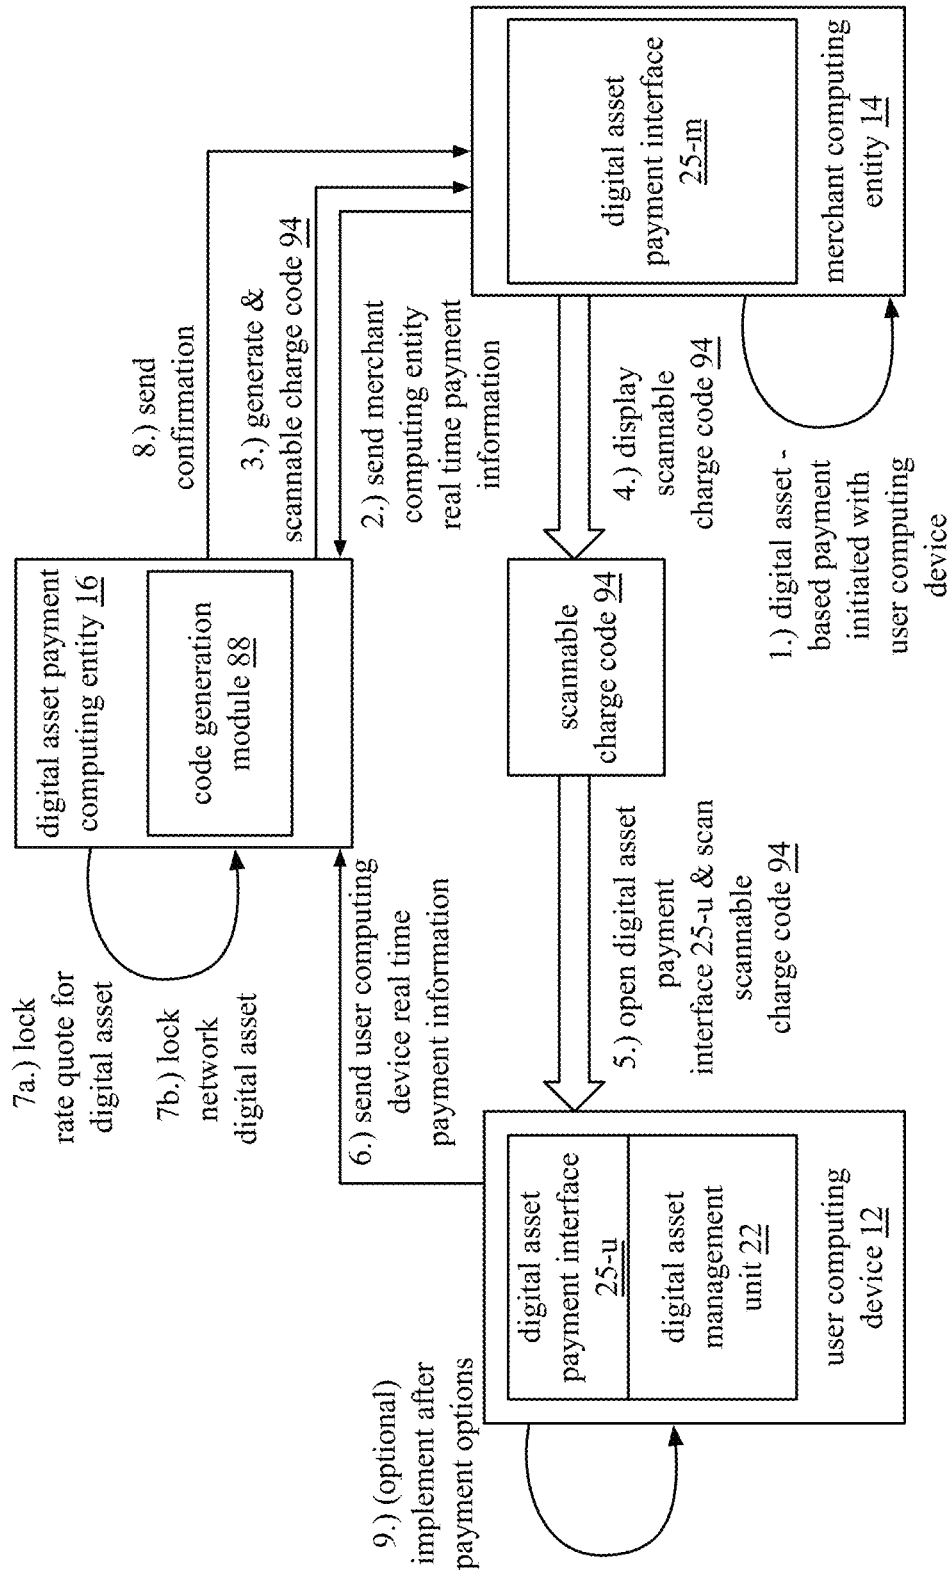 7a.) lock
rate quote for
digital asset
7b.) lock
network
digital asset
digital asset payment
computing entity 16
code generation
module 88
8.) send
confirmation
3.) generate &
scannable charge code 94
2.) send merchant
computing entity
real time payment
information
6.) send user computing
device real time
payment information
9.) (optional)
implement after
payment options
digital asset
payment interface
25-u
digital asset
management
unit 22
user computing
device 12
5.) open digital asset
payment
interface 25-u & scan
scannable
charge code 94
scannable
charge code 94
4.) display
scannable
charge code 94
digital asset
payment interface
25-m
merchant computing
entity 14
1.) digital asset -
based payment
initiated with
user computing
device